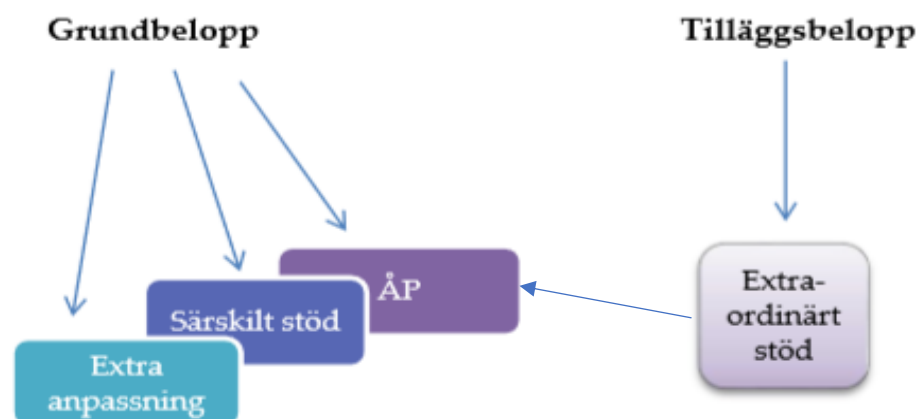 Grundbelopp
Tilläggsbelopp
ÅP
Särskilt stöd
Extra
anpassning
Extra-
ordinärt
stöd